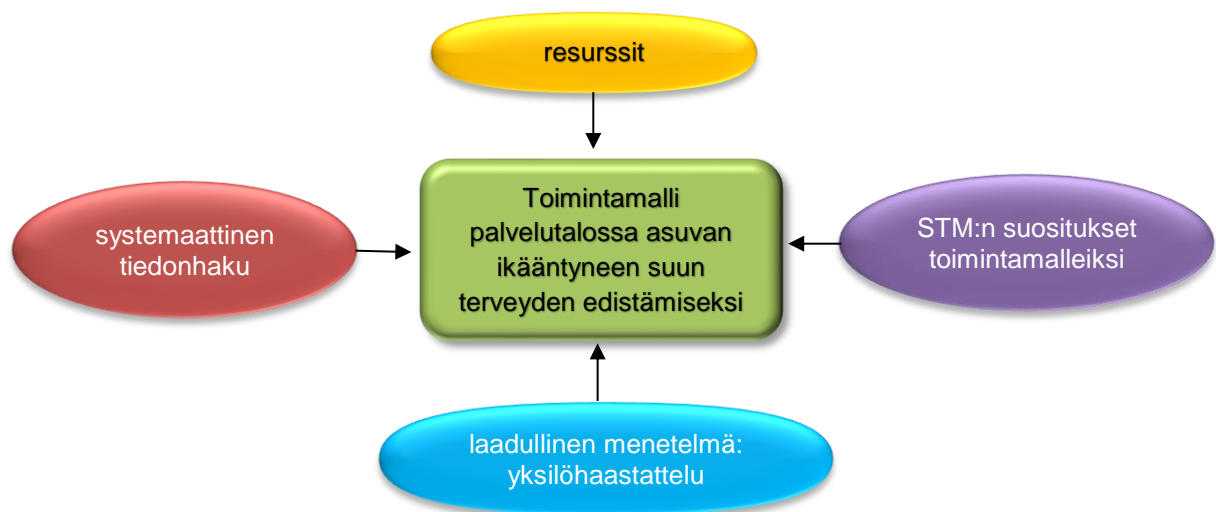 resurssit
systemaattinen
tiedonhaku
Toimintamalli
palvelutalossa asuvan
ikääntyneen suun
terveyden edistämiseksi
STM:n suositukset
toimintamalleiksi
laadullinen menetelmä:
yksilöhaastattelu